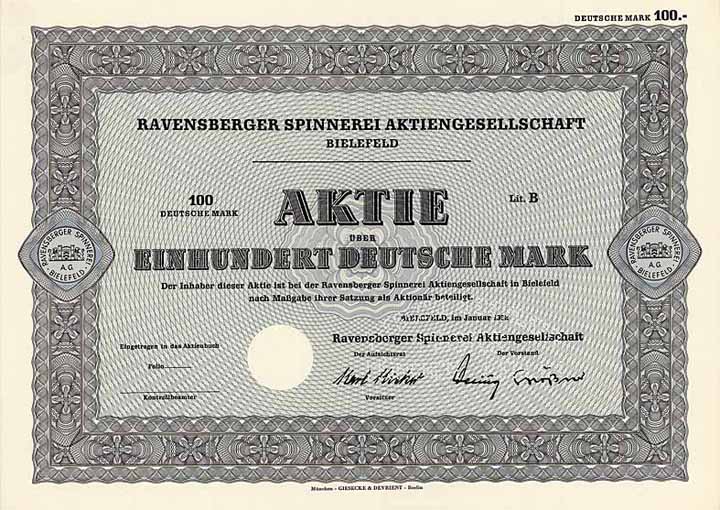 DEUTSCHE MARK 100.-
RAVENSBERGER SPINNEREI AKTIENGESELLSCHAFT
BIELEFELD
100
DEUTSCHE MARK
AKTIE
Lit. B
ÜBER
EINHUNDERT DEUTSCHE MARK
RAVENSBERGER SPINNEREI
A.G.
BIELEFELD
RAVENSBERGER SPINNEREI
A.G.
BIELEFELD
Der Inhaber dieser Aktie ist bei der Ravensberger Spinnerei Aktiengesellschaft in Bielefeld
nach Maßgabe ihrer Satzung als Aktionär beteiligt.
BIELEFELD, im Januar
Ravensberger Spinnerei Aktiengesellschaft
Eingetragen in das Aktienbuch
Der Aufsichtsrat
Der Vorstand
Folio
Kontrollbeamter
Vorsitzer
München - GIESECKE & DEVRIENT - Berlin